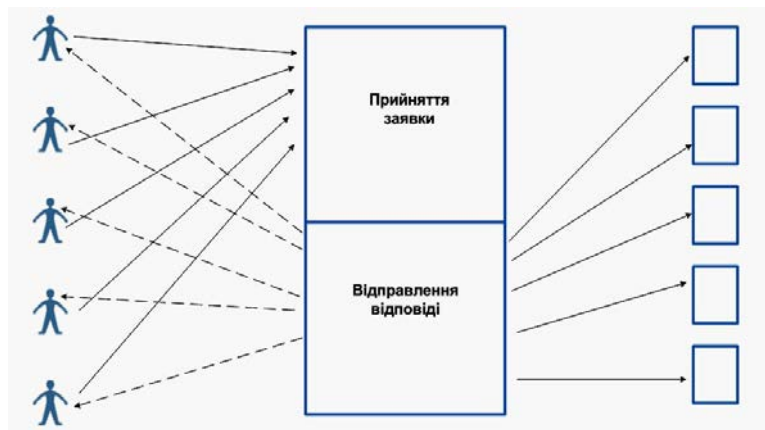 Прийняття
заявки
Відправлення
відповіді